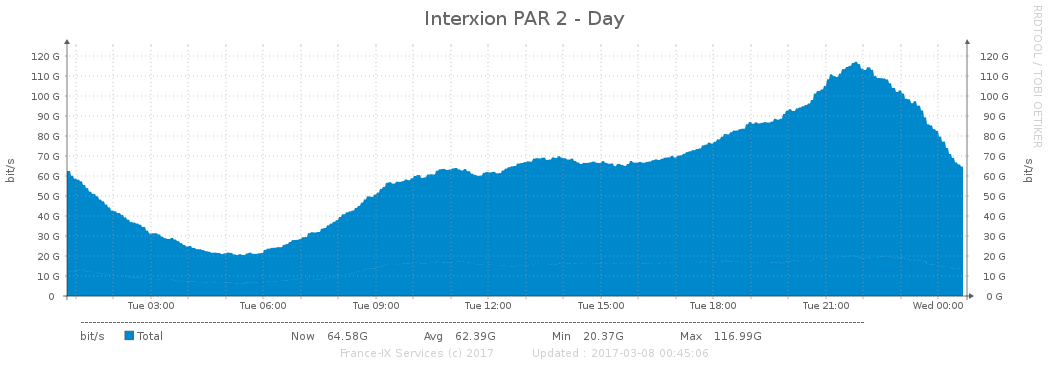 Interxion PAR 2 - Day
RRDTOOL / TOBI OETIKER
120 G 120 G
110 G 110 G
100 G 100 G
90 G 90 G
80 G 80 G
70 G 70 G
60 G 60 G
50 G 50 G
40 G 40 G
30 G 30 G
20 G 20 G
10 G 10 G
0 0 G
bit/s
bit/s
Tue 03:00 Tue 06:00 Tue 09:00 Tue 12:00 Tue 15:00 Tue 18:00 Tue 21:00 Wed 00:00
bit/s Total Now 64.58G Avg 62.39G Min 20.37G Max 116.99G
France-IX Services (c) 2017 Updated : 2017-03-08 00:45:06